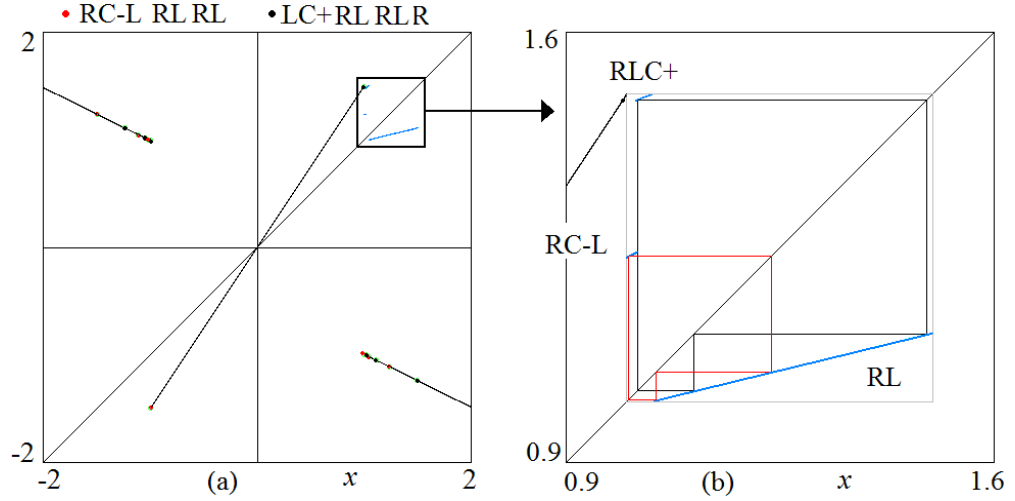 RC-L RL RL LC+RL RL R
2
1.6
RLC+
RC-L
RL
-2
0.9
-2 (a) x 2
0.9 (b) x 1.6